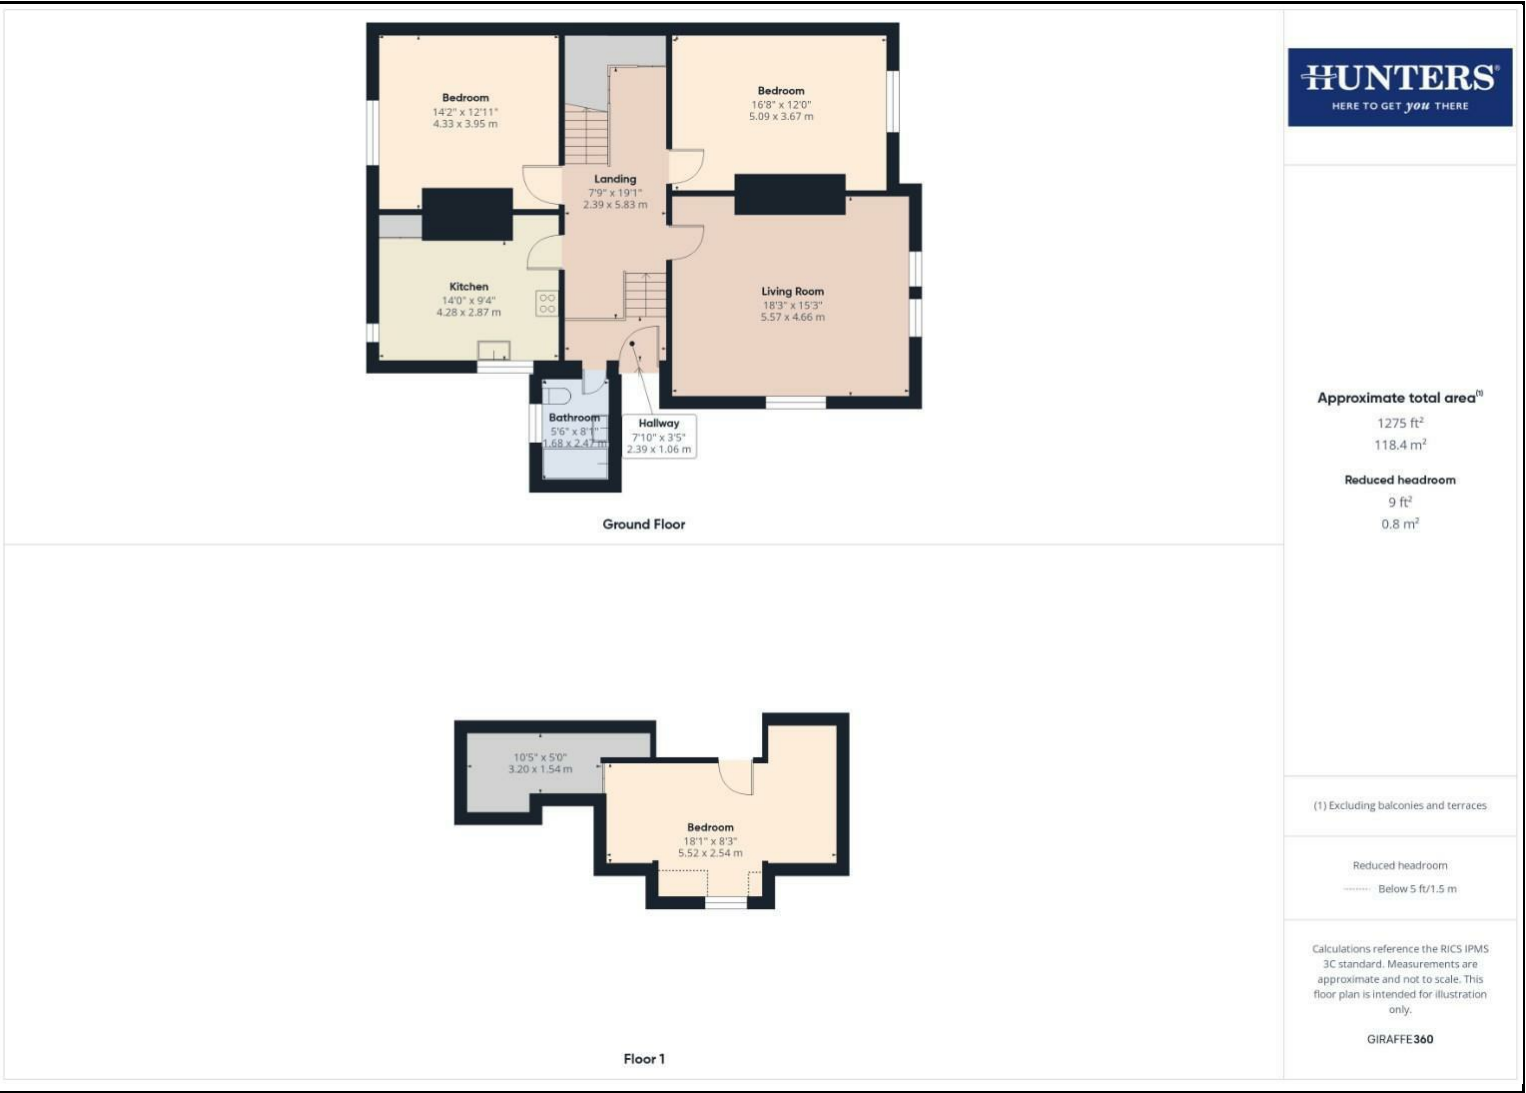 Bedroom
14'2" x 12'11"
4.33 x 3.95 m
Bedroom
16'8" x 12'0"
5.09 x 3.67 m
Landing
7'9" x 19'1"
2.39 x 5.83 m
Kitchen
14'0" x 9'4"
4.28 x 2.87 m
Living Room
18'3" x 15'3"
5.57 x 4.66 m
Bathroom
5'6" x 8'1"
1.68 x 2.47 m
Hallway
7'10" x 3'5"
2.39 x 1.06 m
Ground Floor
10'5" x 5'0"
3.20 x 1.54 m
Bedroom
18'1" x 8'3"
5.52 x 2.54 m
Floor 1
HUNTERS®
HERE TO GET you THERE
Approximate total area(1)
1275 ft²
118.4 m²
Reduced headroom
9 ft²
0.8 m²
(1) Excluding balconies and terraces
Reduced headroom
Below 5 ft/1.5 m
Calculations reference the RICS IPMS
3C standard. Measurements are
approximate and not to scale. This
floor plan is intended for illustration
only.
GIRAFFE360